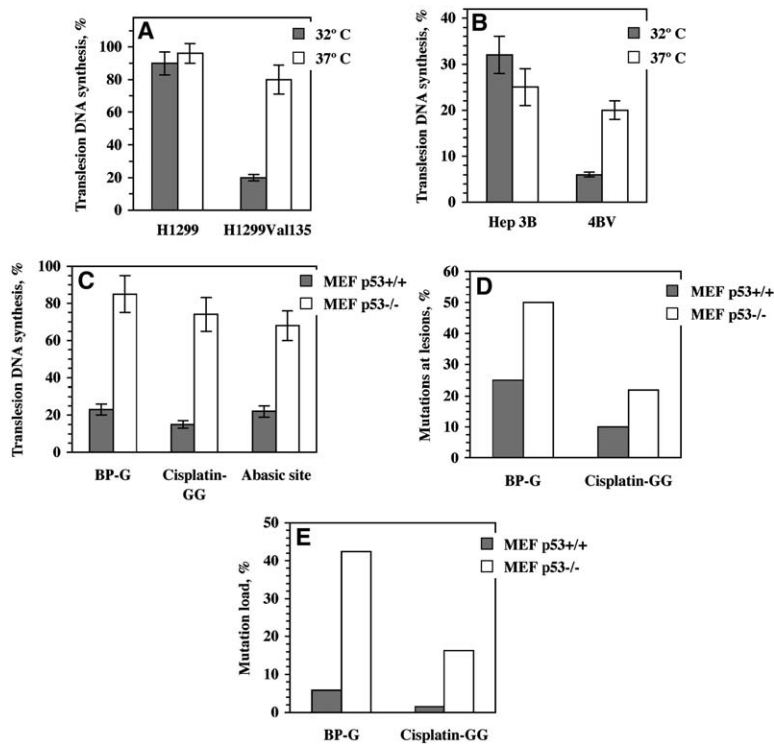 A
32º C
37º C
Translesion DNA synthesis, %
100
80
60
40
20
0
H1299 H1299Val135
B
32º C
37º C
Translesion DNA synthesis, %
40
30
20
10
0
Hep 3B 4BV
C
MEF p53+/+
MEF p53-/-
Translesion DNA synthesis, %
100
80
60
40
20
0
BP-G Cisplatin- Abasic site
GG
D
MEF p53+/+
MEF p53-/-
Mutations at lesions, %
60
50
40
30
20
10
0
BP-G Cisplatin-GG
E
MEF p53+/+
MEF p53-/-
Mutation load, %
50
40
30
20
10
0
BP-G Cisplatin-GG